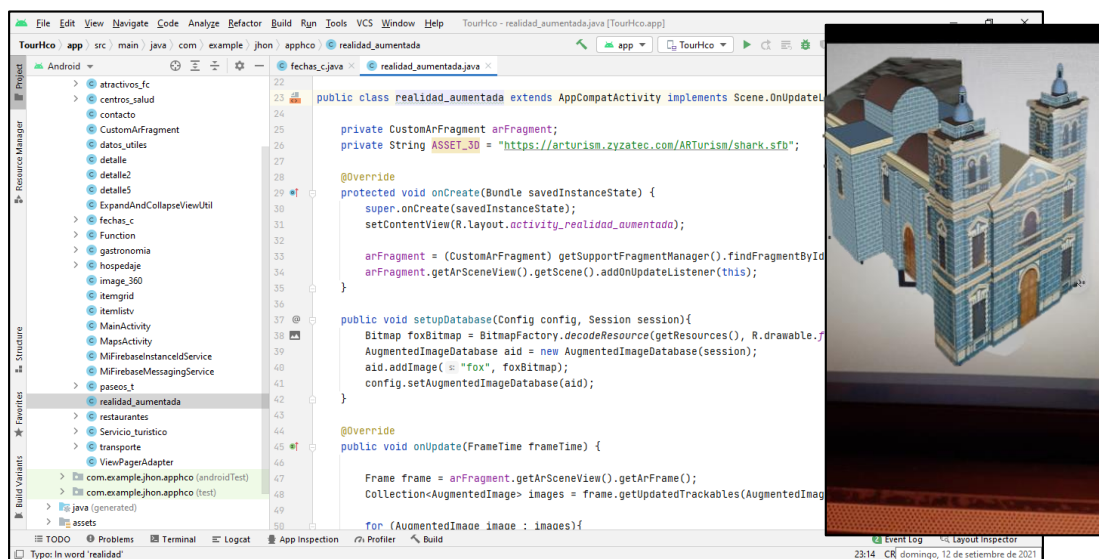 File Edit View Navigate Code Analyze Refactor Build Run Tools VCS Window Help TourHco - realidad_aumentada.java [TourHco.app]
TourHco app src main java com example jhon apphco realidad_aumentada app TourHco
Android fechas_c.java realidad_aumentada.java
Project
Resource Manager
Structure
Favorites
Build Variants
atractivos_fc
centros_salud
contacto
CustomArFragment
datos_utiles
detalle
detalle2
detalle5
ExpandAndCollapseViewUtil
fechas_c
Function
gastronomia
hospedaje
image_360
itemgrid
itemlistv
MainActivity
MapsActivity
MiFirebaseInstanceIdService
MiFirebaseMessagingService
paseos_t
realidad_aumentada
restaurantes
Servicio_turistico
transporte
ViewPagerAdapter
com.example.jhon.apphco (androidTest)
com.example.jhon.apphco (test)
java (generated)
assets
22
23 public class realidad_aumentada extends AppCompatActivity implements Scene.OnUpdateL
24
25 private CustomArFragment arFragment;
26 private String ASSET_3D = "https://arturism.zyzatec.com/ARTurism/shark.sfb";
27
28 @Override
29 protected void onCreate(Bundle savedInstanceState) {
30 super.onCreate(savedInstanceState);
31 setContentView(R.layout.activity_realidad_aumentada);
32
33 arFragment = (CustomArFragment) getSupportFragmentManager().findFragmentById
34 arFragment.getArSceneView().getScene().addOnUpdateListener(this);
35 }
36
37 @ public void setupDatabase(Config config, Session session){
38 Bitmap foxBitmap = BitmapFactory.decodeResource(getResources(), R.drawable.f
39 AugmentedImageDatabase aid = new AugmentedImageDatabase(session);
40 aid.addImage( s: "fox", foxBitmap);
41 config.setAugmentedImageDatabase(aid);
42 }
43
44 @Override
45 public void onUpdate(FrameTime frameTime) {
46
47 Frame frame = arFragment.getArSceneView().getArFrame();
48 Collection<AugmentedImage> images = frame.getUpdatedTrackables(AugmentedImag
49
50 for (AugmentedImage image : images){
TODO Problems Terminal Logcat App Inspection Profiler Build Event Log Layout Inspector
Typo: In word 'realidad' 23:14 CR domingo, 12 de setiembre de 2021